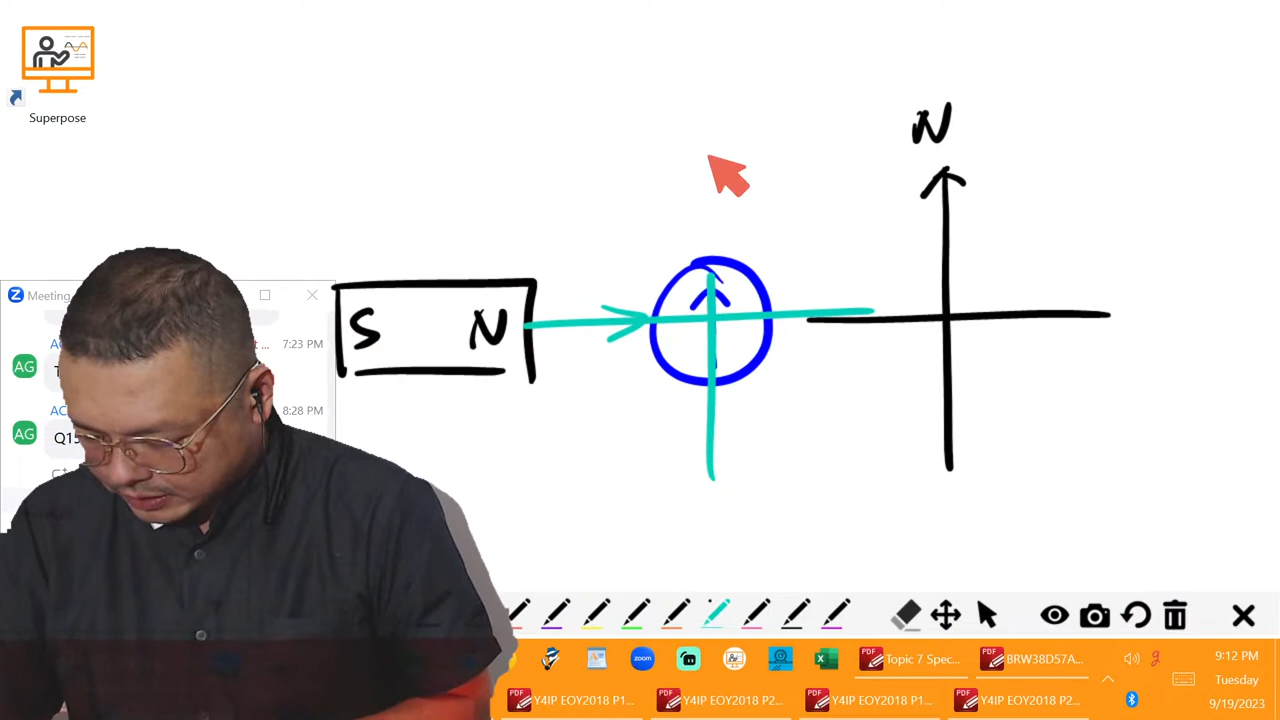 Superpose
N
S N
Meeting
7:23 PM
AG
8:28 PM
AG
Q15
9:12 PM
Topic 7 Spec...
BRW38D57A...
Tuesday
Y4IP EOY2018 P1...
Y4IP EOY2018 P2...
Y4IP EOY2018 P1...
Y4IP EOY2018 P2...
9/19/2023